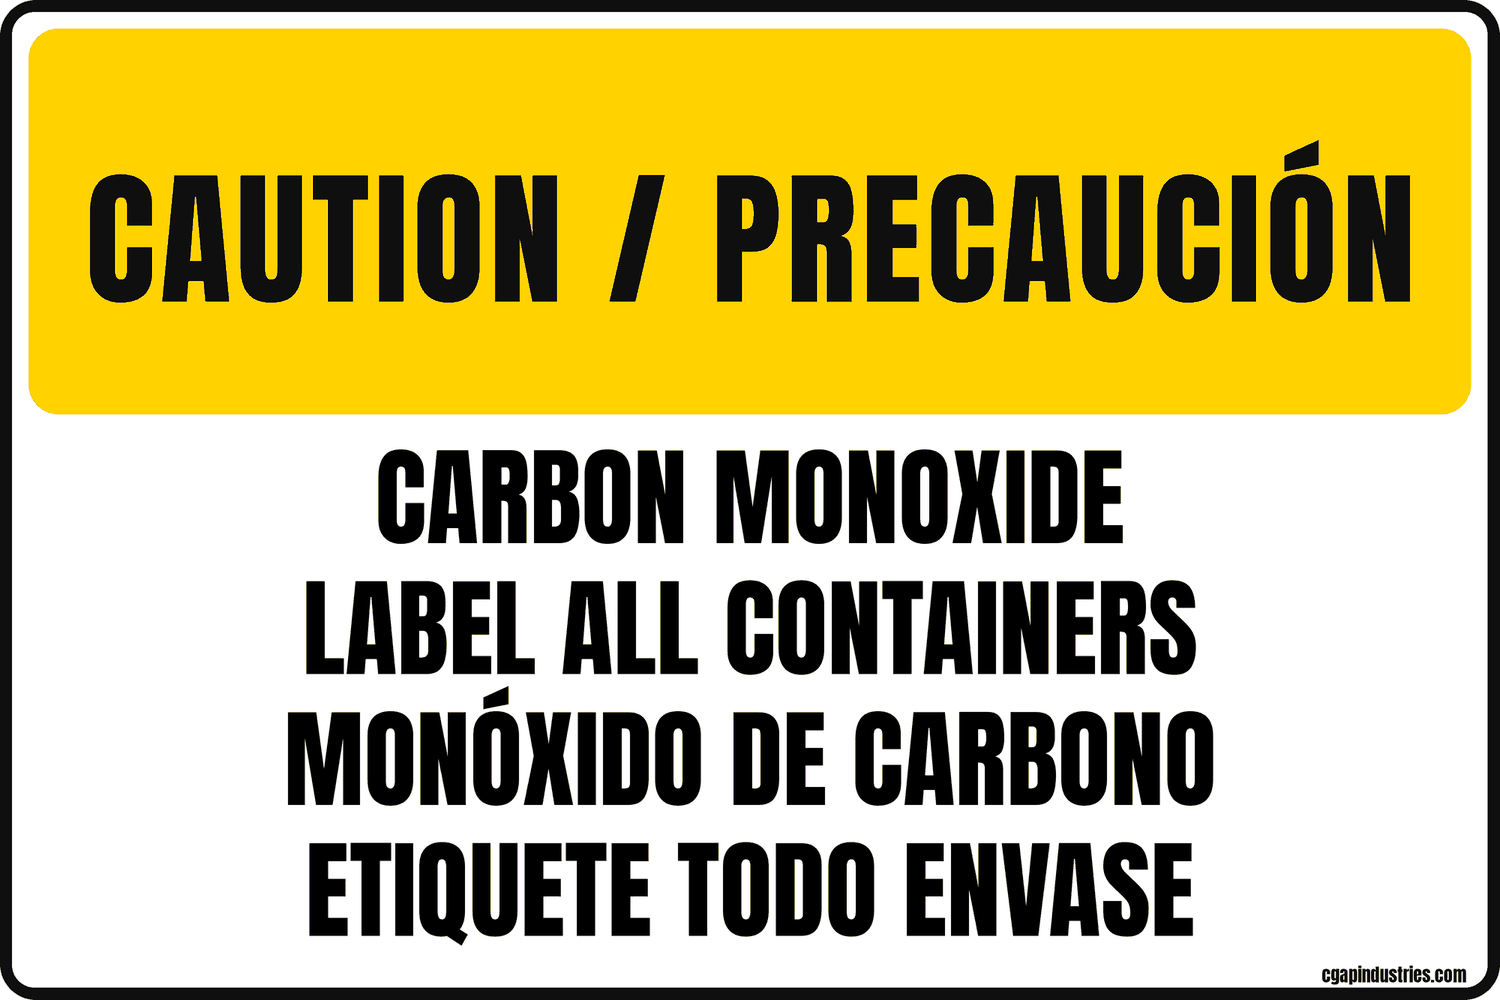 CAUTION / PRECAUCIÓN
CARBON MONOXIDE
LABEL ALL CONTAINERS
MONÓXIDO DE CARBONO
ETIQUETE TODO ENVASE
cgapindustries.com